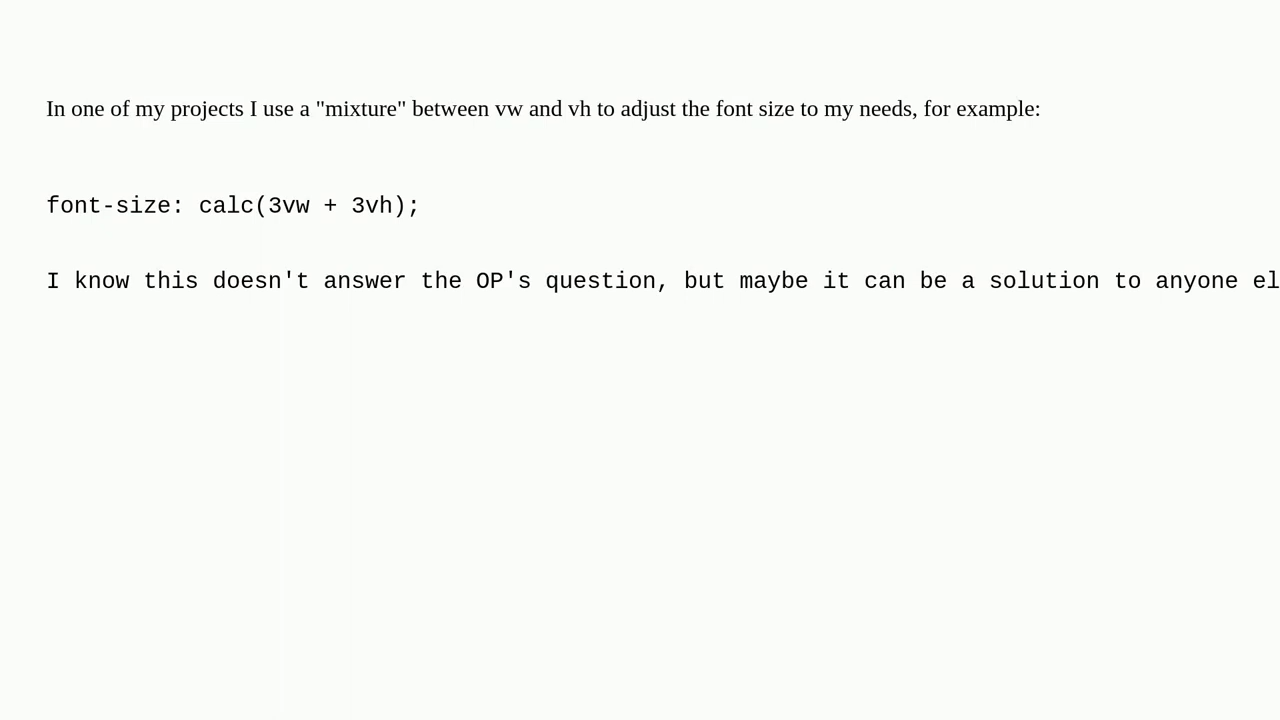 In one of my projects I use a "mixture" between vw and vh to adjust the font size to my needs, for example:
font-size: calc(3vw + 3vh);
I know this doesn't answer the OP's question, but maybe it can be a solution to anyone el